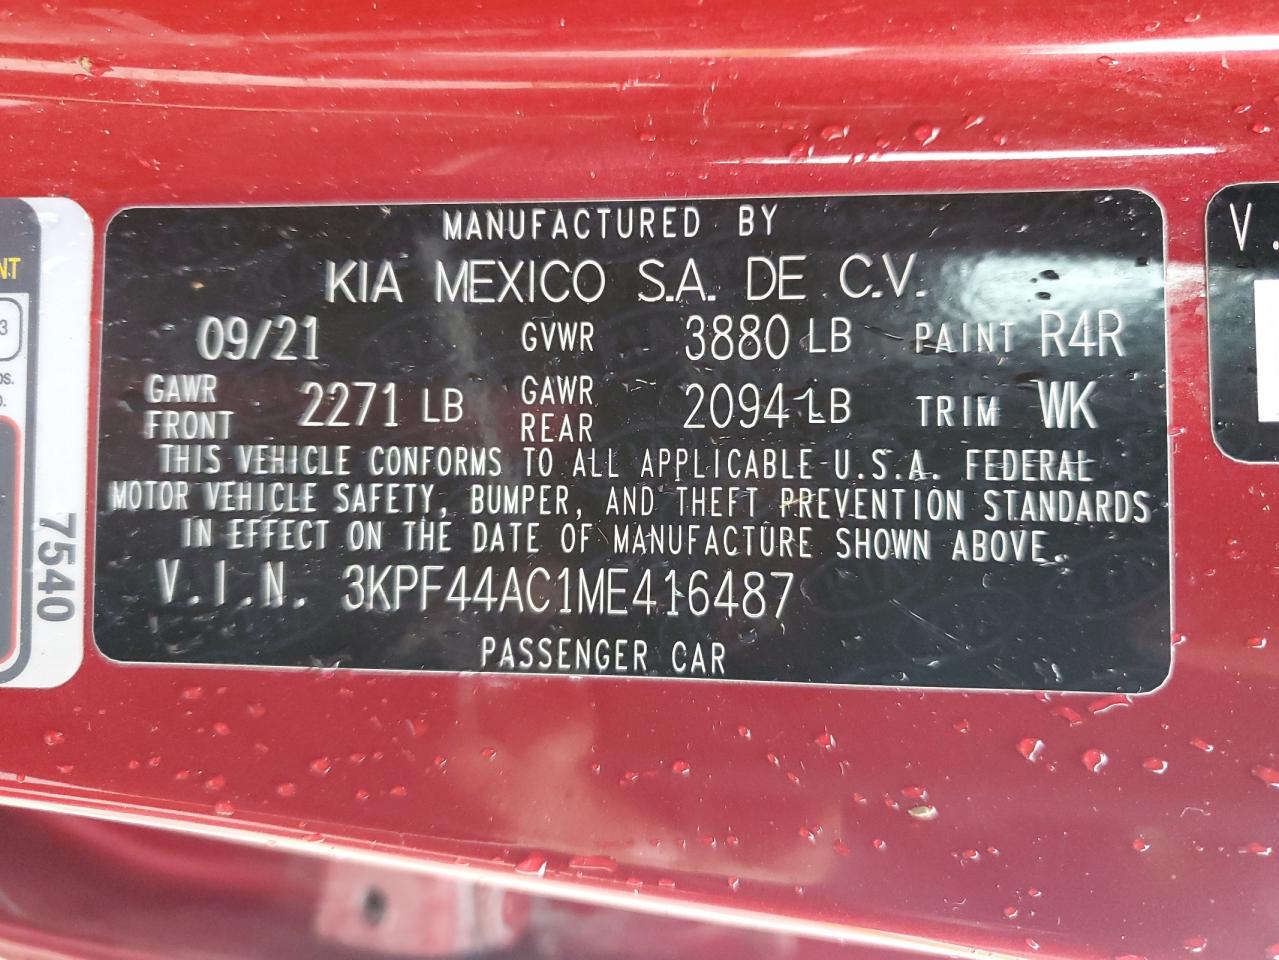 MANUFACTURED BY
KIA MEXICO S.A. DE C.V.
09/21 GVWR 3880 LB PAINT R4R
GAWR FRONT 2271 LB GAWR REAR 2094 LB TRIM WK
THIS VEHICLE CONFORMS TO ALL APPLICABLE U.S.A. FEDERAL
MOTOR VEHICLE SAFETY, BUMPER, AND THEFT PREVENTION STANDARDS
IN EFFECT ON THE DATE OF MANUFACTURE SHOWN ABOVE.
V.I.N. 3KPF44AC1ME416487
PASSENGER CAR
7540
3
V.